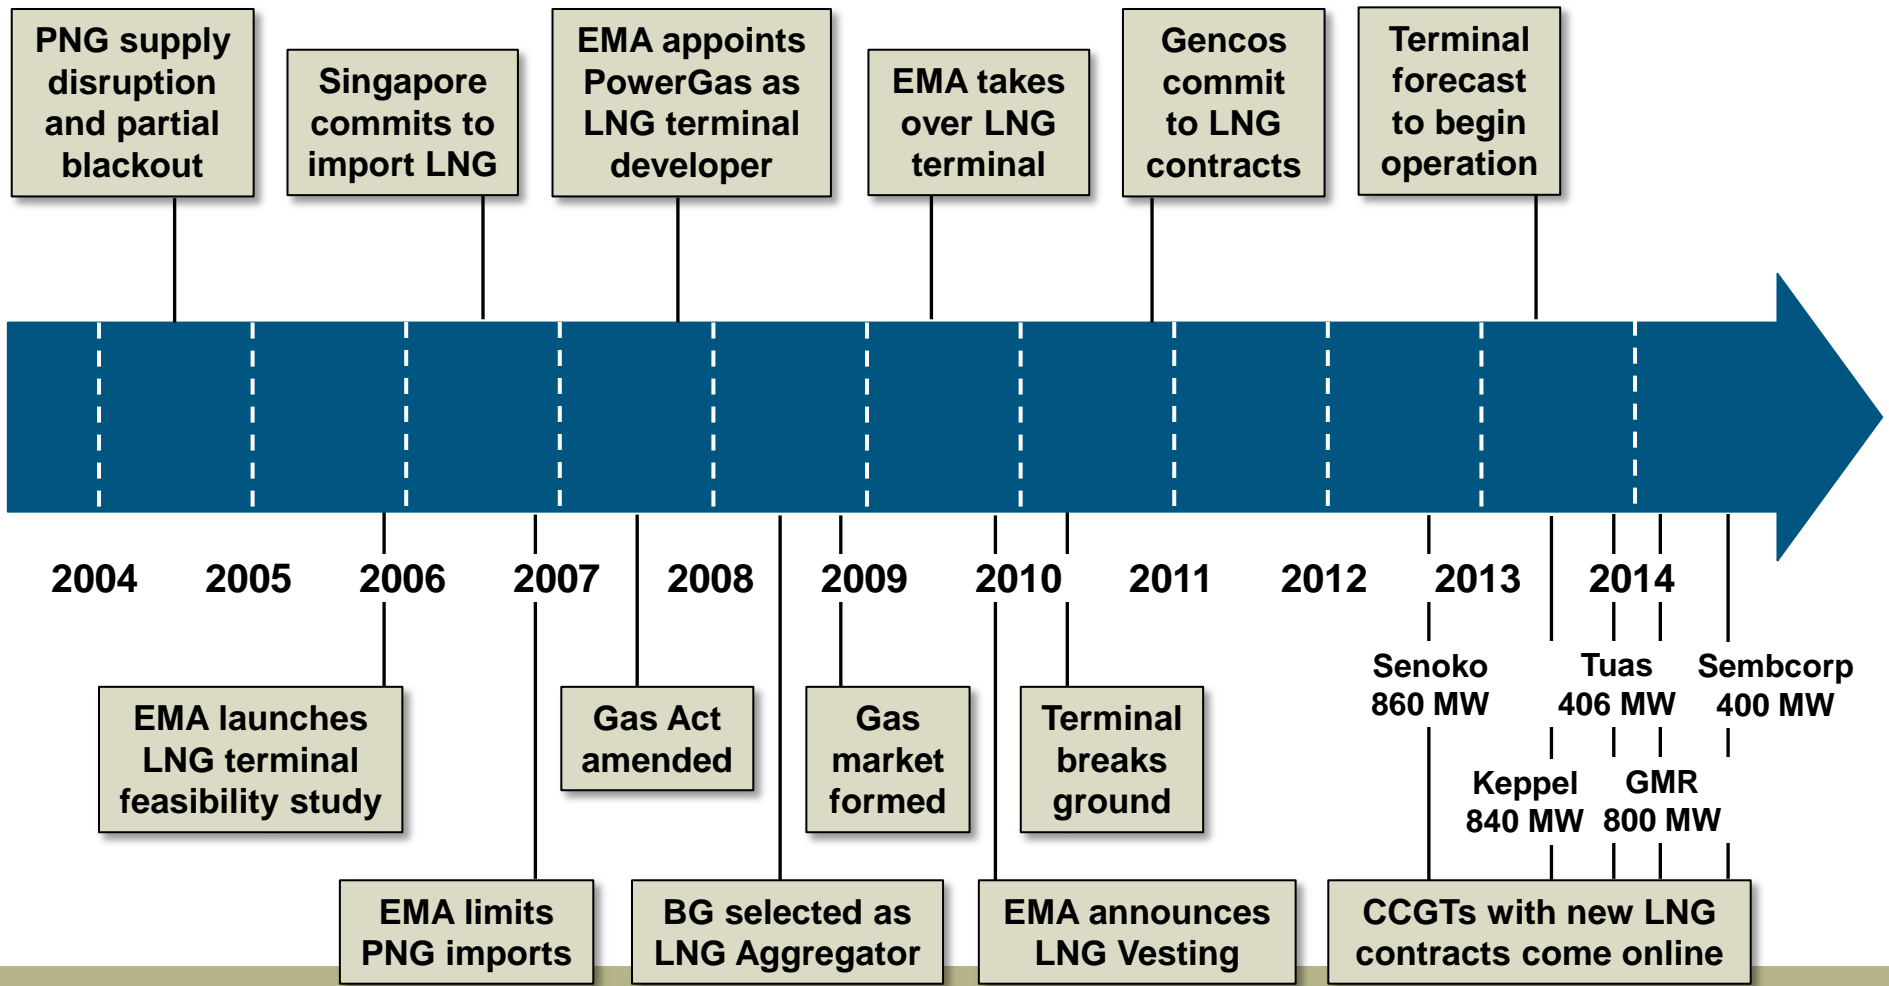 PNG supply
disruption
and partial
blackout
Singapore
commits to
import LNG
EMA appoints
PowerGas as
LNG terminal
developer
EMA takes
over LNG
terminal
Gencos
commit
to LNG
contracts
Terminal
forecast
to begin
operation
2004 2005 2006 2007 2008 2009 2010 2011 2012 2013 2014
EMA launches
LNG terminal
feasibility study
Gas Act
amended
Gas
market
formed
Terminal
breaks
ground
Senoko
860 MW
Tuas
406 MW
Sembcorp
400 MW
Keppel
840 MW
GMR
800 MW
EMA limits
PNG imports
BG selected as
LNG Aggregator
EMA announces
LNG Vesting
CCGTs with new LNG
contracts come online